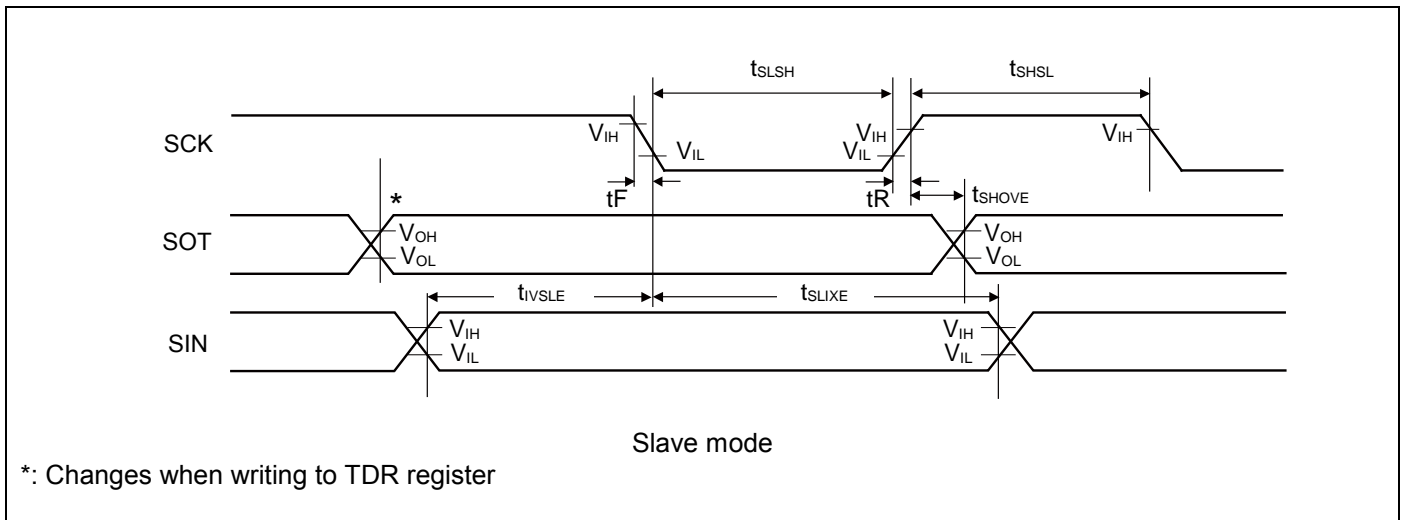 tSLSH tSHSL
SCK VIH VIL VIH VIL VIH
tF tR tSHOVE
*
SOT VOH VOL VOH VOL
tIVSLE tSLIXE
SIN VIH VIL VIH VIL
Slave mode
*: Changes when writing to TDR register